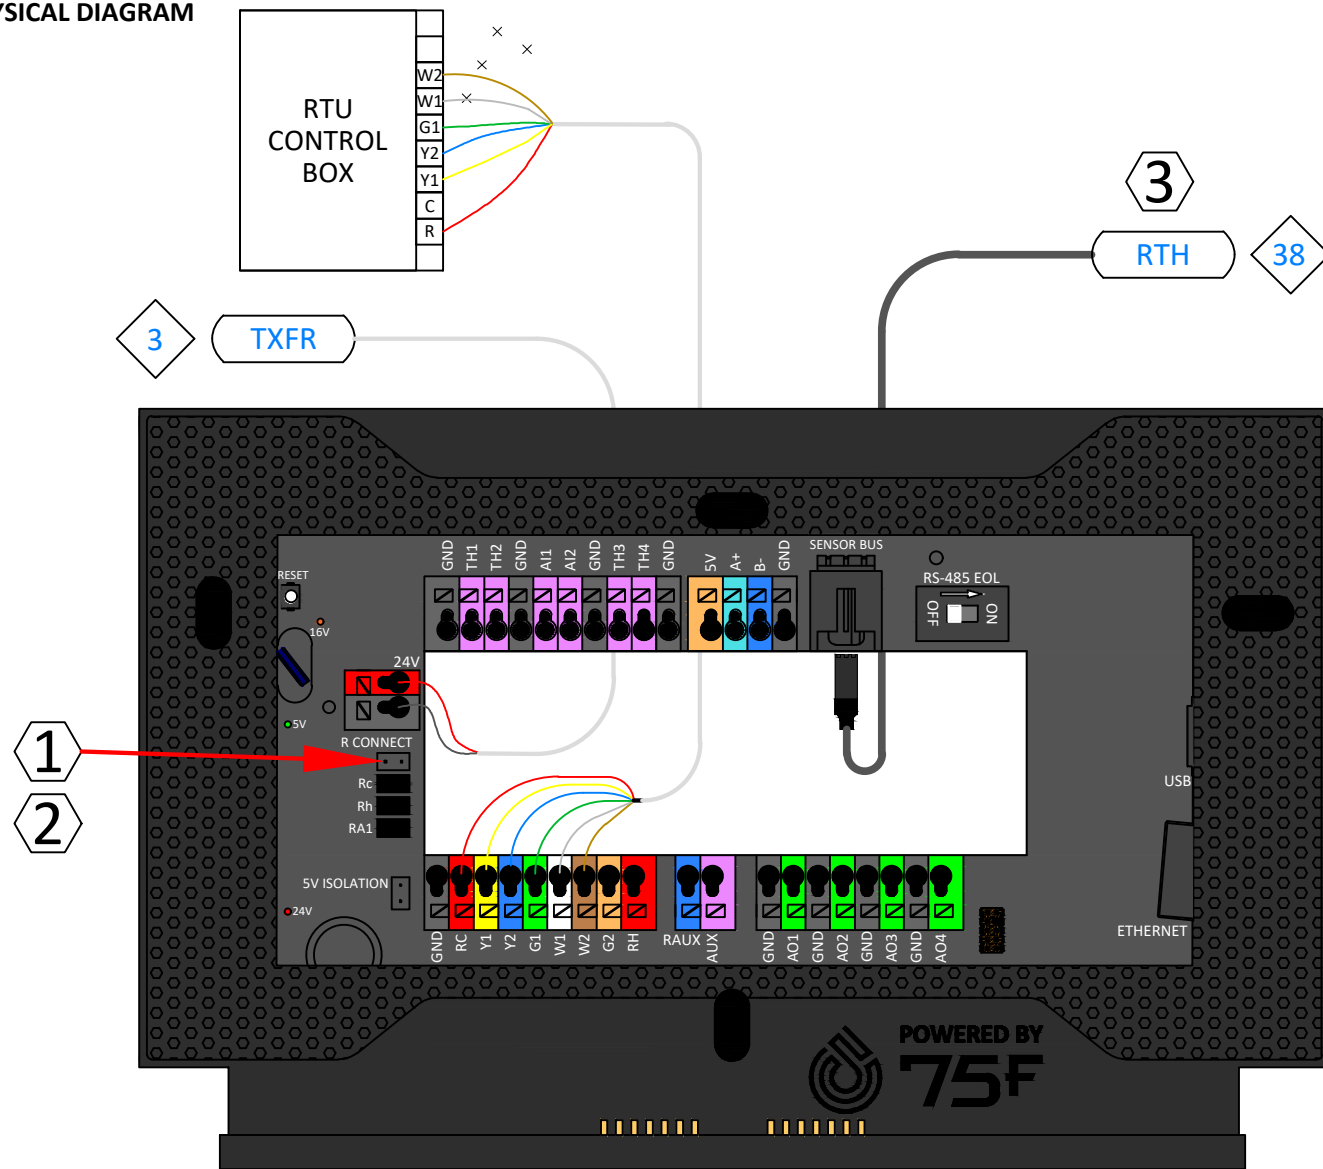 YSICAL DIAGRAM
RTU
CONTROL
BOX
W2
W1
G1
Y2
Y1
C
R
3
RTH
38
3
TXFR
GND
TH1
TH2
GND
AI1
AI2
GND
TH3
TH4
GND
5V
A+
B-
GND
SENSOR BUS
RS-485 EOL
OFF
ON
RESET
16V
24V
5V
R CONNECT
Rc
Rh
RA1
1
2
5V ISOLATION
24V
USB
ETHERNET
GND
RC
Y1
Y2
G1
W1
W2
G2
RH
RAUX
AUX
GND
AO1
GND
AO2
GND
AO3
GND
AO4
POWERED BY
75F